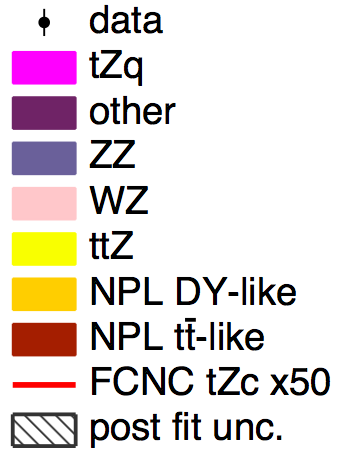 data
tZq
other
ZZ
WZ
ttZ
NPL DY-like
NPL tt̄-like
FCNC tZc x50
post fit unc.